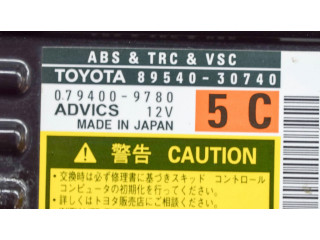 ABS & TRC & VSC
TOYOTA 89540-30740
079400-9780
ADVICS 12V
MADE IN JAPAN
5C
警告 CAUTION
•交換時は必ず修理書に基づきスキッド コントロール
コンピュータの初期化を行ってください。
•詳しくはトヨタ販売店にご相談ください。